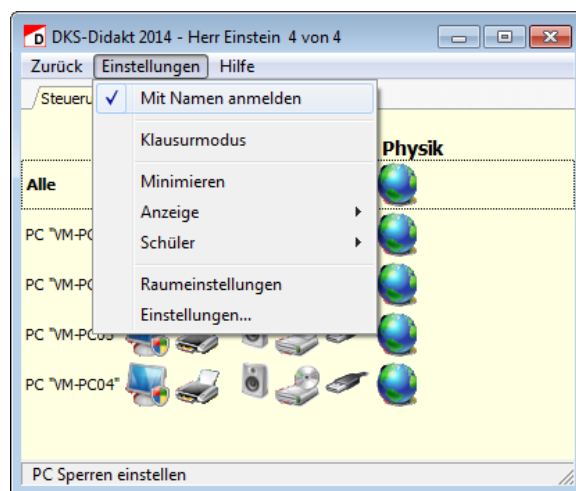 DKS-Didakt 2014 - Herr Einstein 4 von 4
Zurück Einstellungen Hilfe
Steueru
Mit Namen anmelden
Klausurmodus
Physik
Alle
Minimieren
Anzeige
PC "VM-PC
Schüler
PC "VM-PC
Raumeinstellungen
Einstellungen...
PC "VM-PC03"
PC "VM-PC04"
PC Sperren einstellen